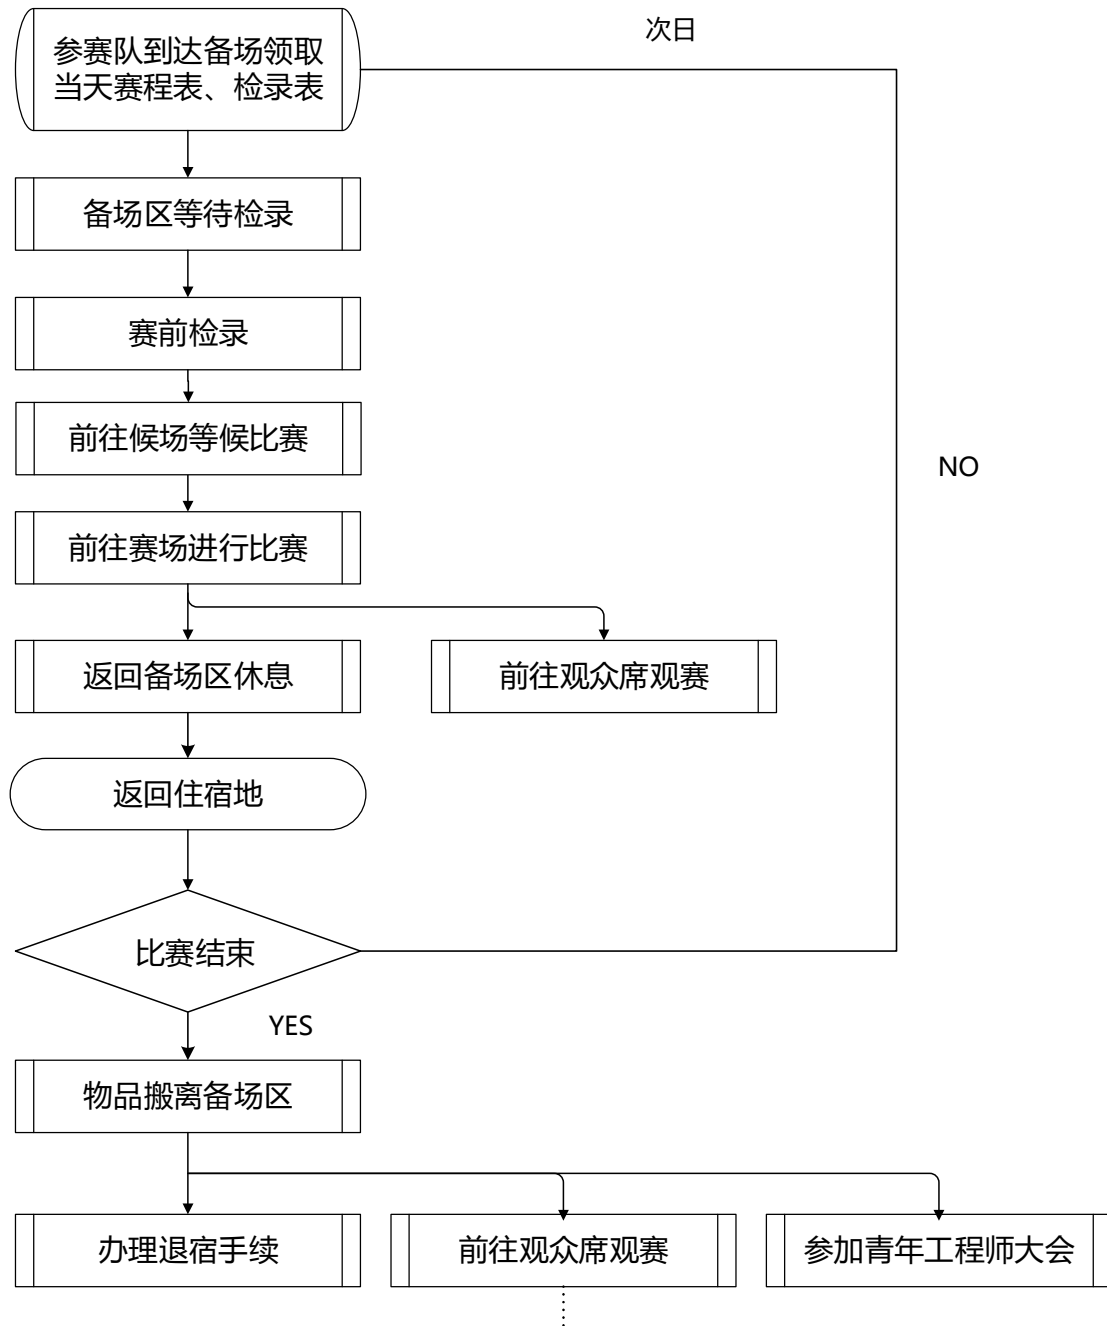 次日
参赛队到达备场领取
当天赛程表、检录表
备场区等待检录
赛前检录
前往候场等候比赛
NO
前往赛场进行比赛
返回备场区休息
前往观众席观赛
返回住宿地
比赛结束
YES
物品搬离备场区
办理退宿手续
前往观众席观赛
参加青年工程师大会